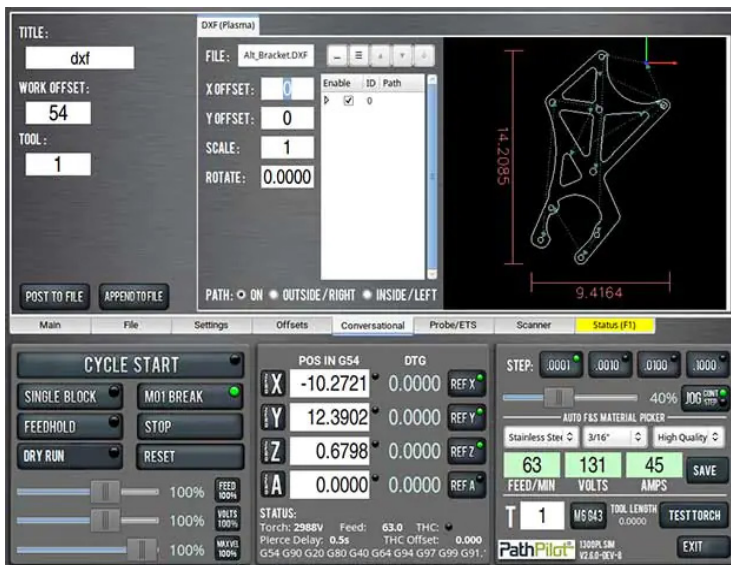 TITLE:
dxf
WORK OFFSET:
54
TOOL:
1
POST TO FILE
APPEND TO FILE
DXF (Plasma)
FILE: Alt_Bracket.DXF
X OFFSET: 0
Y OFFSET: 0
SCALE: 1
ROTATE: 0.0000
Enable ID Path
0
PATH: ON OUTSIDE/RIGHT INSIDE/LEFT
14.2085
9.4164
Main File Settings Offsets Conversational Probe/ETS Scanner Status (F1)
CYCLE START
SINGLE BLOCK M01 BREAK
FEEDHOLD STOP
DRY RUN RESET
100% FEED 100%
100% VOLTS 100%
100% MAXVEL 100%
POS IN G54 DTG
X -10.2721 0.0000 REF X
Y 12.3902 0.0000 REF Y
Z 0.6798 0.0000 REF Z
A 0.0000 0.0000 REF A
STATUS:
Torch: 2988V Feed: 63.0 THC:
Pierce Delay: 0.5s THC Offset: 0.000
G54 G90 G20 G80 G40 G64 G94 G97 G99 G91.
STEP: .0001 .0010 .0100 .1000
40% JOG CONT STEP
AUTO F&S MATERIAL PICKER
Stainless Stee 3/16" High Quality
63 131 45 SAVE
FEED/MIN VOLTS AMPS
T 1 M6 G43 TOOL LENGTH 0.0000 TEST TORCH
PathPilot 1300PL SIM
V2.6.0-DEV-8
EXIT